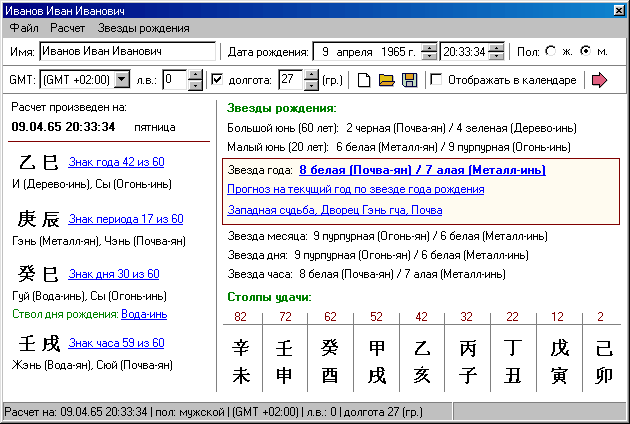 Иванов Иван Иванович
Файл Расчет Звезды рождения
Имя: Иванов Иван Иванович Дата рождения: 9 апреля 1965 г. 20:33:34 Пол: ж. м.
GMT: (GMT +02:00) л.в.: 0 долгота: 27 (гр.) Отображать в календаре
Расчет произведен на:
09.04.65 20:33:34 пятница
乙 巳 Знак года 42 из 60
И (Дерево-инь), Сы (Огонь-инь)
庚 辰 Знак периода 17 из 60
Гэнь (Металл-ян), Чэнь (Почва-ян)
癸 巳 Знак дня 30 из 60
Гуй (Вода-инь), Сы (Огонь-инь)
Ствол дня рождения: Вода-инь
壬 戌 Знак часа 59 из 60
Жэнь (Вода-ян), Сюй (Почва-ян)
Звезды рождения:
Большой юнь (60 лет): 2 черная (Почва-ян) / 4 зеленая (Дерево-инь)
Малый юнь (20 лет): 6 белая (Металл-инь) / 9 пурпурная (Огонь-инь)
Звезда года: 8 белая (Почва-ян) / 7 алая (Металл-инь)
Прогноз на текущий год по звезде года рождения
Западная судьба, Дворец Гэнь гуа, Почва
Звезда месяца: 9 пурпурная (Огонь-ян) / 6 белая (Металл-инь)
Звезда дня: 9 пурпурная (Огонь-ян) / 6 белая (Металл-инь)
Звезда часа: 8 белая (Почва-ян) / 7 алая (Металл-инь)
Столпы удачи:
82 72 62 52 42 32 22 12 2
辛 壬 癸 甲 乙 丙 丁 戊 己
未 申 酉 戌 亥 子 丑 寅 卯
Расчет на: 09.04.65 20:33:34 | пол: мужской | (GMT +02:00) | л.в.: 0 | долгота 27 (гр.)